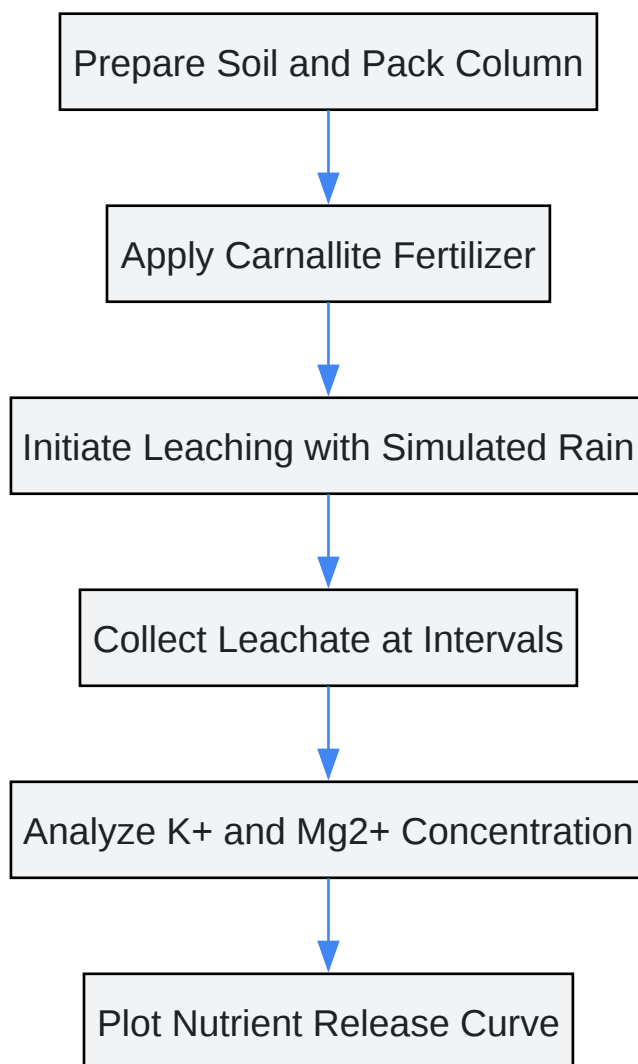 Prepare Soil and Pack Column
Apply Carnallite Fertilizer
Initiate Leaching with Simulated Rain
Collect Leachate at Intervals
Analyze K+ and Mg2+ Concentration
Plot Nutrient Release Curve